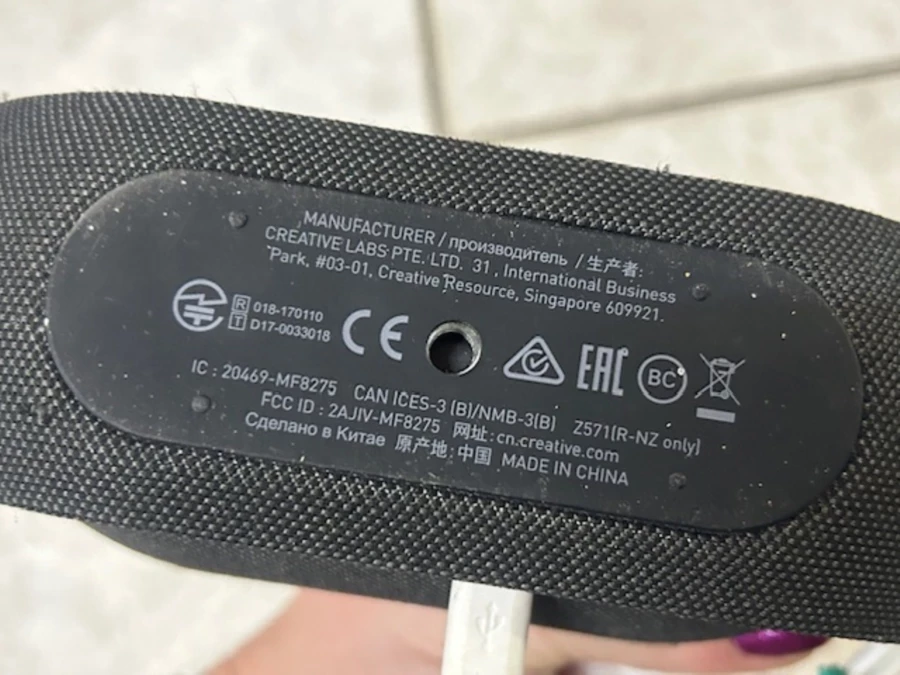 MANUFACTURER / производитель / 生产者:
CREATIVE LABS PTE. LTD. 31, International Business
Park, #03-01, Creative Resource, Singapore 609921.
R 018-170110
T D17-0033018
CE
EAC
BC
IC : 20469-MF8275 CAN ICES-3 (B)/NMB-3(B) Z571(R-NZ only)
FCC ID : 2AJIV-MF8275 网址: cn.creative.com
Сделано в Китае 原产地: 中国 MADE IN CHINA